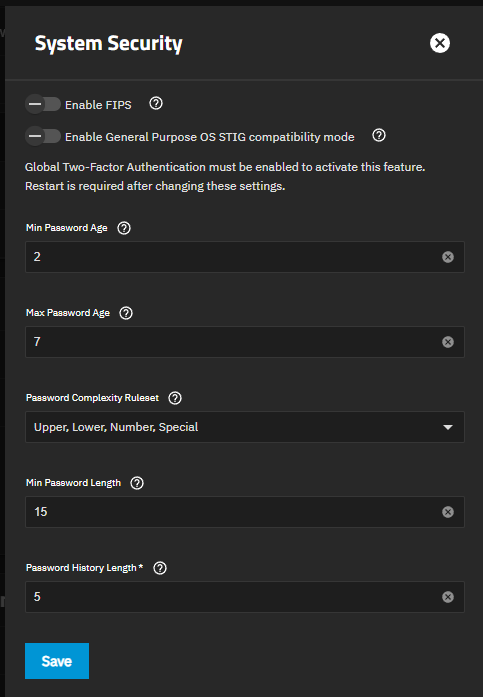 System Security
Enable FIPS
Enable General Purpose OS STIG compatibility mode
Global Two-Factor Authentication must be enabled to activate this feature.
Restart is required after changing these settings.
Min Password Age
2
Max Password Age
7
Password Complexity Ruleset
Upper, Lower, Number, Special
Min Password Length
15
Password History Length *
5
Save